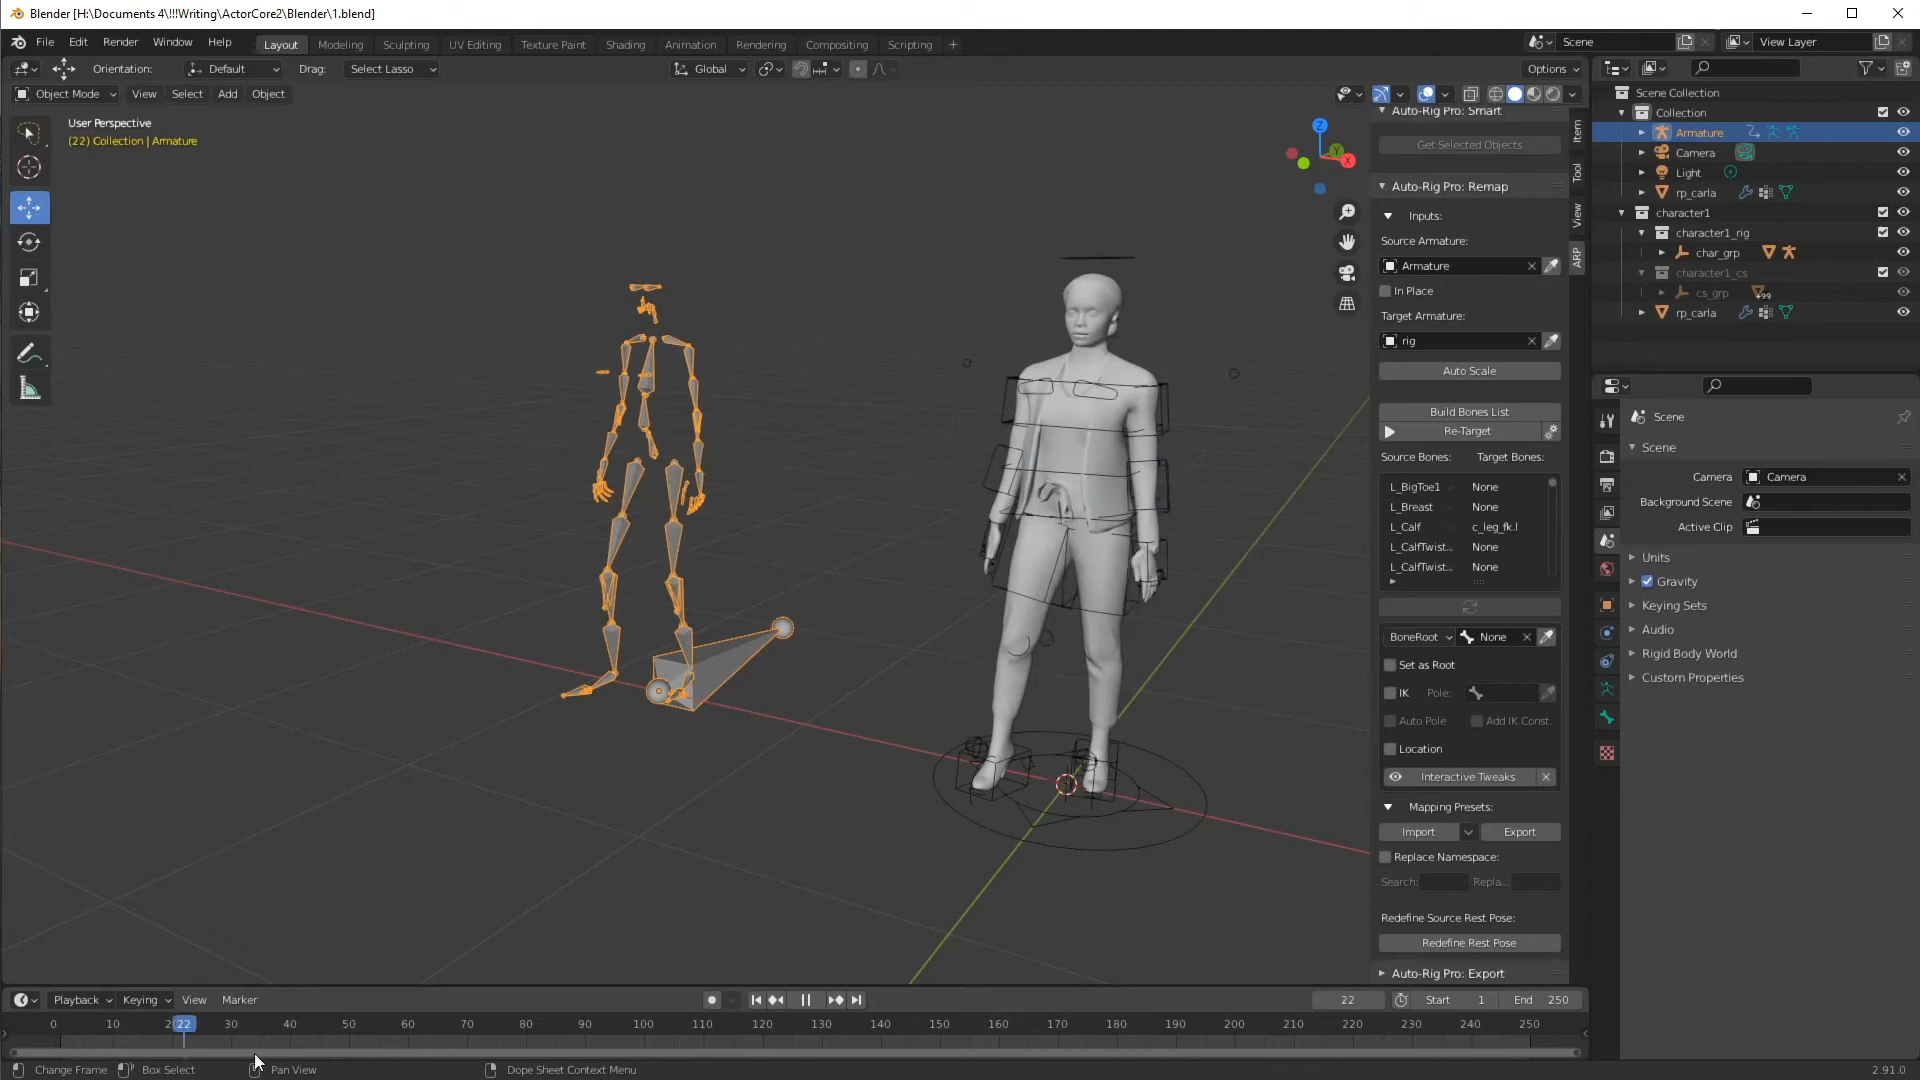 Blender [H:\Documents 4\!!!Writing\ActorCore2\Blender\1.blend]
File Edit Render Window Help Layout Modeling Sculpting UV Editing Texture Paint Shading Animation Rendering Compositing Scripting + Scene View Layer
Orientation: Default Drag: Select Lasso Global Options
Object Mode View Select Add Object
User Perspective
(22) Collection | Armature
Z
Y
X
Auto-Rig Pro: Smart
Get Selected Objects
Auto-Rig Pro: Remap
Inputs:
Source Armature:
Armature
In Place
Target Armature:
rig
Auto Scale
Build Bones List
Re-Target
Source Bones: Target Bones:
L_BigToe1 None
L_Breast None
L_Calf c_leg_fk.l
L_CalfTwist... None
L_CalfTwist... None
BoneRoot None
Set as Root
IK Pole:
Auto Pole Add IK Const.
Location
Interactive Tweaks
Mapping Presets:
Import Export
Replace Namespace:
Search: Repla...
Redefine Source Rest Pose:
Redefine Rest Pose
Auto-Rig Pro: Export
Item
Tool
View
ARP
Scene Collection
Collection
Armature
Camera
Light
rp_carla
character1
character1_rig
char_grp
character1_cs
cs_grp +99
rp_carla
Scene
Scene
Camera Camera
Background Scene
Active Clip
Units
Gravity
Keying Sets
Audio
Rigid Body World
Custom Properties
Playback Keying View Marker 22 Start 1 End 250
0 10 2 22 30 40 50 60 70 80 90 100 110 120 130 140 150 160 170 180 190 200 210 220 230 240 250
Change Frame Box Select Pan View Dope Sheet Context Menu 2.91.0